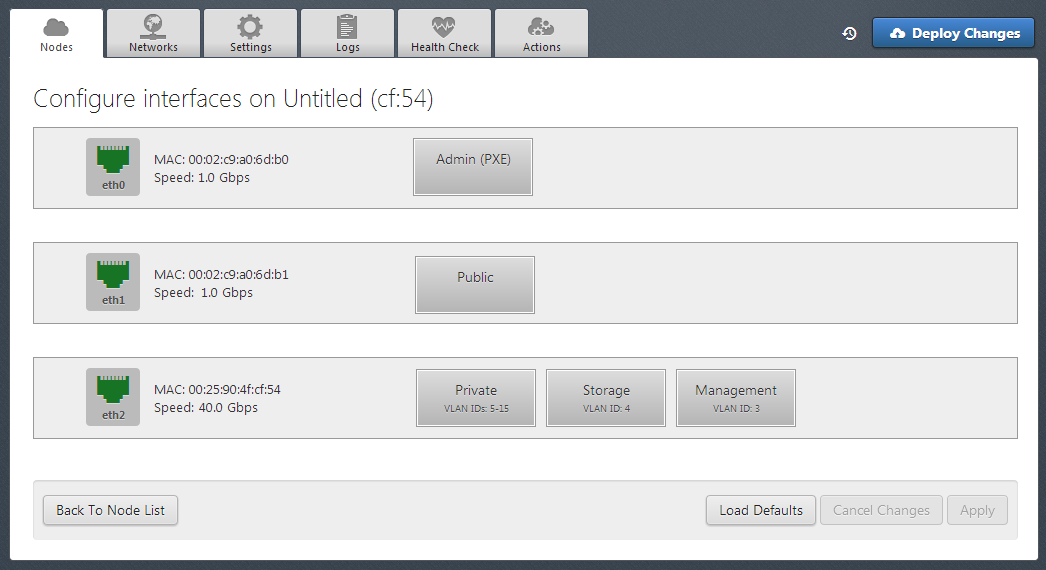 Nodes
Networks
Settings
Logs
Health Check
Actions
Deploy Changes
Configure interfaces on Untitled (cf:54)
eth0
MAC: 00:02:c9:a0:6d:b0
Speed: 1.0 Gbps
Admin (PXE)
eth1
MAC: 00:02:c9:a0:6d:b1
Speed: 1.0 Gbps
Public
eth2
MAC: 00:25:90:4f:cf:54
Speed: 40.0 Gbps
Private
VLAN IDs: 5-15
Storage
VLAN ID: 4
Management
VLAN ID: 3
Back To Node List
Load Defaults
Cancel Changes
Apply